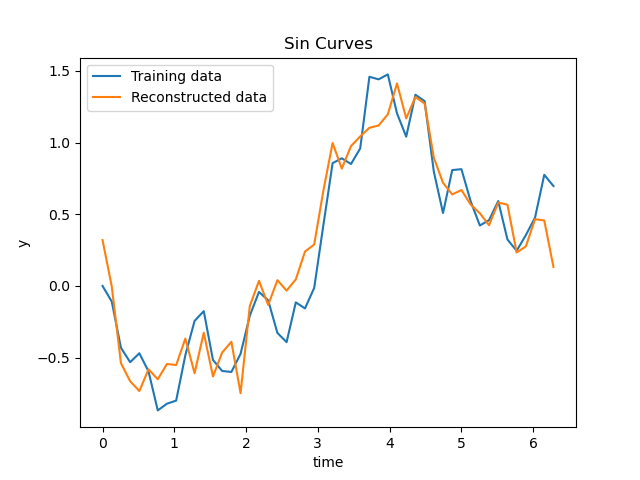 Sin Curves
Training data
Reconstructed data
1.5
1.0
0.5
0.0
−0.5
y
0 1 2 3 4 5 6
time